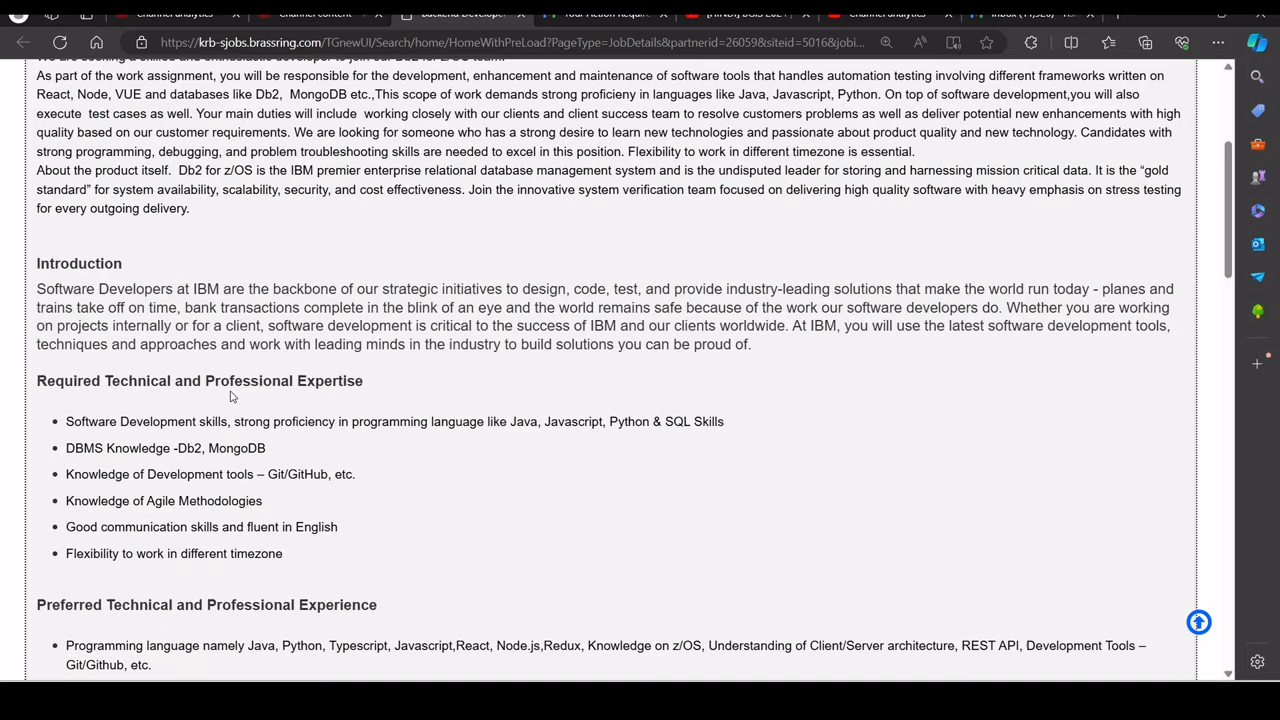 Channel analytics
Channel content
Backend Develope
Your Action Requir
[HINDI] BGIS 2024
Channel analytics
https://krb-sjobs.brassring.com/TGnewUI/Search/home/HomeWithPreLoad?PageType=JobDetails&partnerid=26059&siteid=5016&jobi...
As part of the work assignment, you will be responsible for the development, enhancement and maintenance of software tools that handles automation testing involving different frameworks written on
React, Node, VUE and databases like Db2, MongoDB etc.,This scope of work demands strong proficieny in languages like Java, Javascript, Python. On top of software development,you will also
execute test cases as well. Your main duties will include working closely with our clients and client success team to resolve customers problems as well as deliver potential new enhancements with high
quality based on our customer requirements. We are looking for someone who has a strong desire to learn new technologies and passionate about product quality and new technology. Candidates with
strong programming, debugging, and problem troubleshooting skills are needed to excel in this position. Flexibility to work in different timezone is essential.
About the product itself. Db2 for z/OS is the IBM premier enterprise relational database management system and is the undisputed leader for storing and harnessing mission critical data. It is the “gold
standard” for system availability, scalability, security, and cost effectiveness. Join the innovative system verification team focused on delivering high quality software with heavy emphasis on stress testing
for every outgoing delivery.
Introduction
Software Developers at IBM are the backbone of our strategic initiatives to design, code, test, and provide industry-leading solutions that make the world run today - planes and
trains take off on time, bank transactions complete in the blink of an eye and the world remains safe because of the work our software developers do. Whether you are working
on projects internally or for a client, software development is critical to the success of IBM and our clients worldwide. At IBM, you will use the latest software development tools,
techniques and approaches and work with leading minds in the industry to build solutions you can be proud of.
Required Technical and Professional Expertise
• Software Development skills, strong proficiency in programming language like Java, Javascript, Python & SQL Skills
• DBMS Knowledge -Db2, MongoDB
• Knowledge of Development tools – Git/GitHub, etc.
• Knowledge of Agile Methodologies
• Good communication skills and fluent in English
• Flexibility to work in different timezone
Preferred Technical and Professional Experience
• Programming language namely Java, Python, Typescript, Javascript,React, Node.js,Redux, Knowledge on z/OS, Understanding of Client/Server architecture, REST API, Development Tools –
Git/Github, etc.